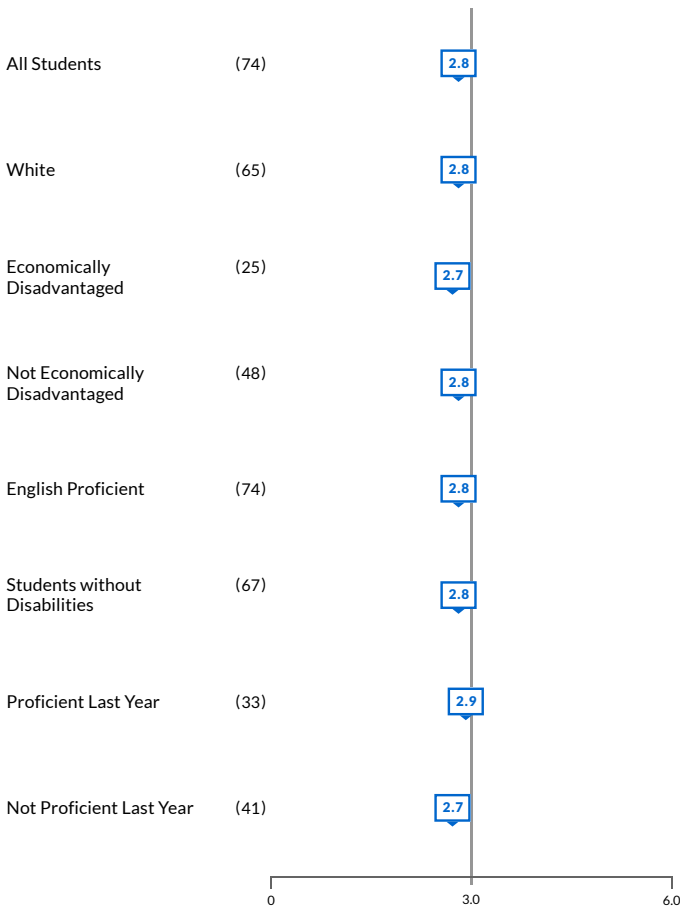 All Students (74) 2.8
White (65) 2.8
Economically (25)
Disadvantaged 2.7
Not Economically (48)
Disadvantaged 2.8
English Proficient (74) 2.8
Students without (67)
Disabilities 2.8
Proficient Last Year (33) 2.9
Not Proficient Last Year (41) 2.7
0 3.0 6.0